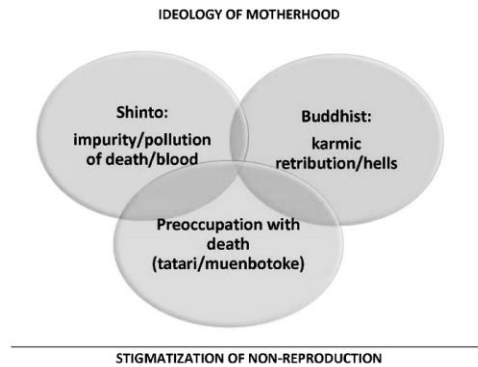 IDEOLOGY OF MOTHERHOOD
Shinto:
impurity/pollution
of death/blood
Buddhist:
karmic
retribution/hells
Preoccupation with
death
(tatari/muenbotoke)
STIGMATIZATION OF NON-REPRODUCTION